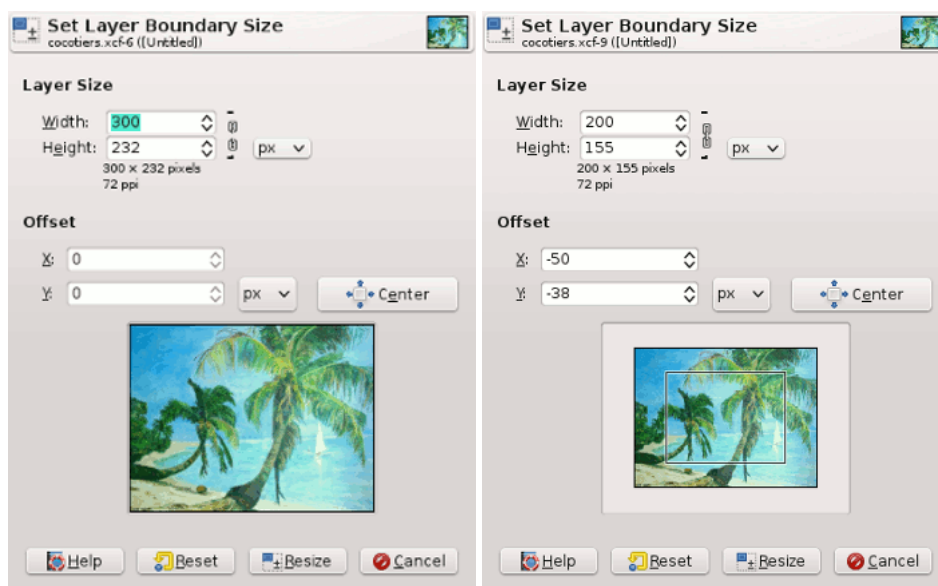 Set Layer Boundary Size
cocotiers.xcf-6 ([Untitled])
Layer Size
Width: 300
Height: 232 px
300 × 232 pixels
72 ppi
Offset
X: 0
Y: 0 px Center
Help Reset Resize Cancel
Set Layer Boundary Size
cocotiers.xcf-9 ([Untitled])
Layer Size
Width: 200
Height: 155 px
200 × 155 pixels
72 ppi
Offset
X: -50
Y: -38 px Center
Help Reset Resize Cancel